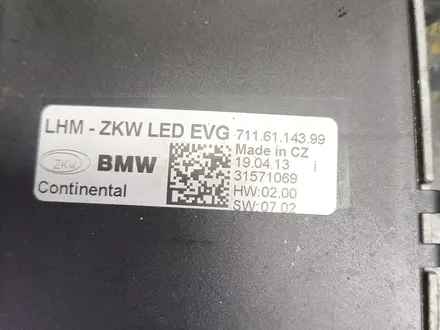 LHM - ZKW LED EVG 711.61.143.99
Made in CZ
ZKW BMW 19.04.13 i
31571069
Continental HW:02.00
SW:07.02